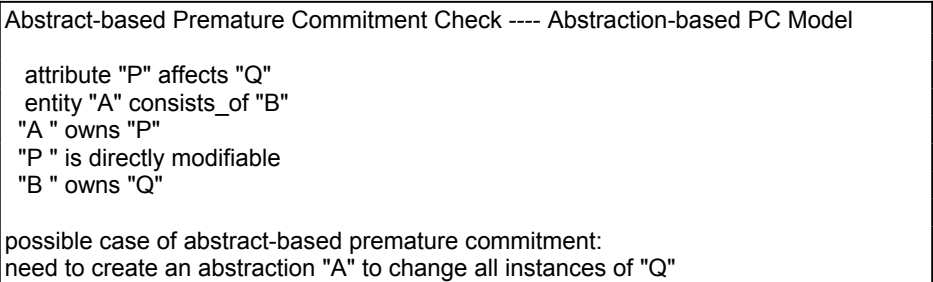 Abstract-based Premature Commitment Check ---- Abstraction-based PC Model
attribute "P" affects "Q"
entity "A" consists_of "B"
"A " owns "P"
"P " is directly modifiable
"B " owns "Q"
possible case of abstract-based premature commitment:
need to create an abstraction "A" to change all instances of "Q"